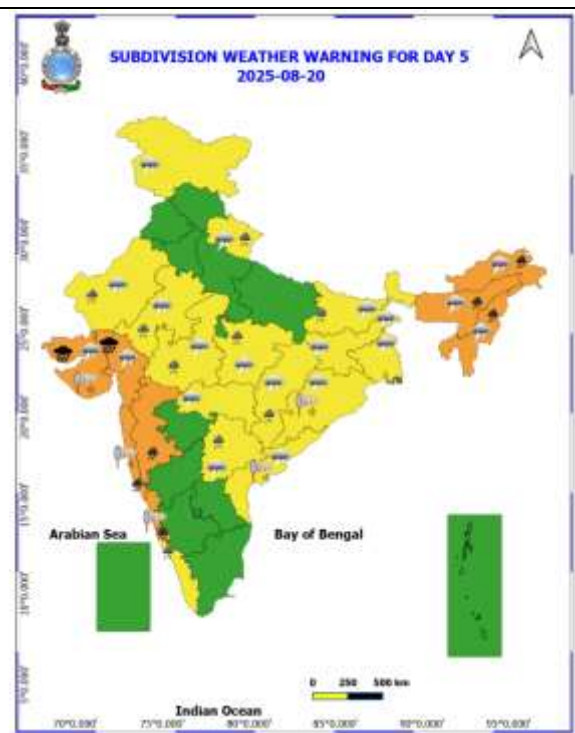 SUBDIVISION WEATHER WARNING FOR DAY 5
2025-08-20
Arabian Sea
Bay of Bengal
0 250 500 km
Indian Ocean
70°0.000' 75°0.000' 80°0.000' 85°0.000' 90°0.000' 95°0.000'